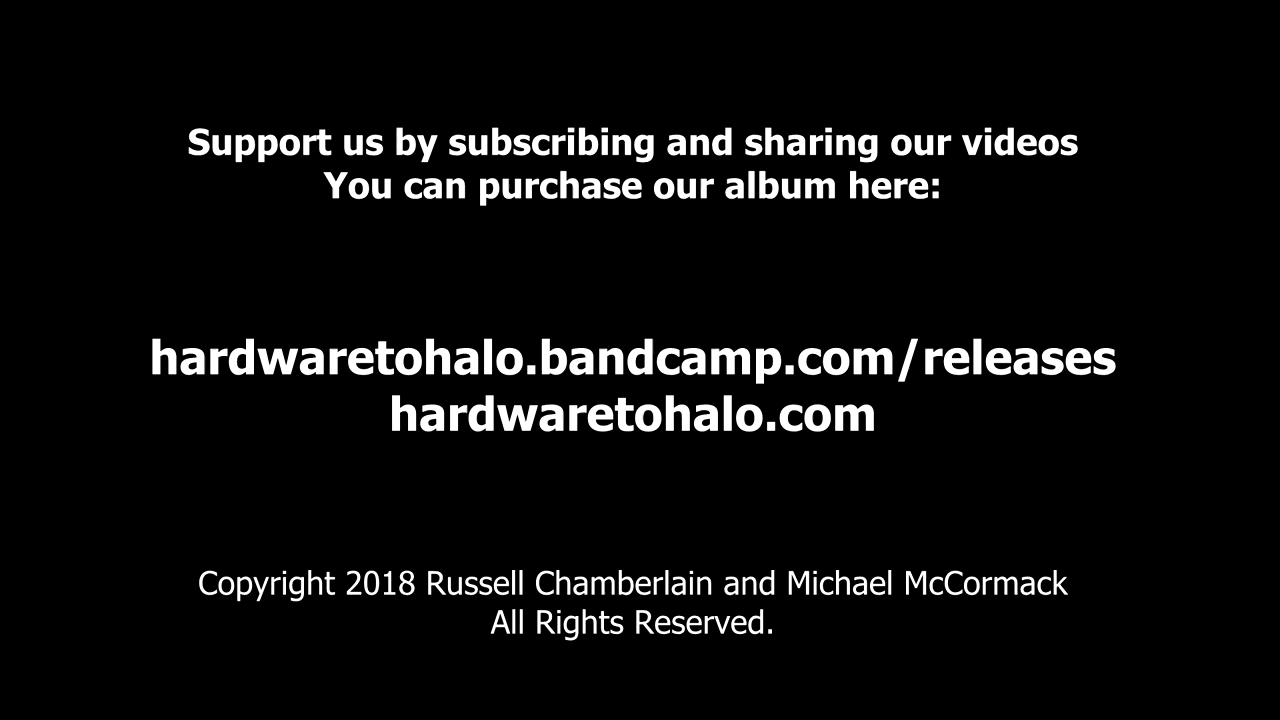 Support us by subscribing and sharing our videos
You can purchase our album here:
hardwaretohalo.bandcamp.com/releases
hardwaretohalo.com
Copyright 2018 Russell Chamberlain and Michael McCormack
All Rights Reserved.